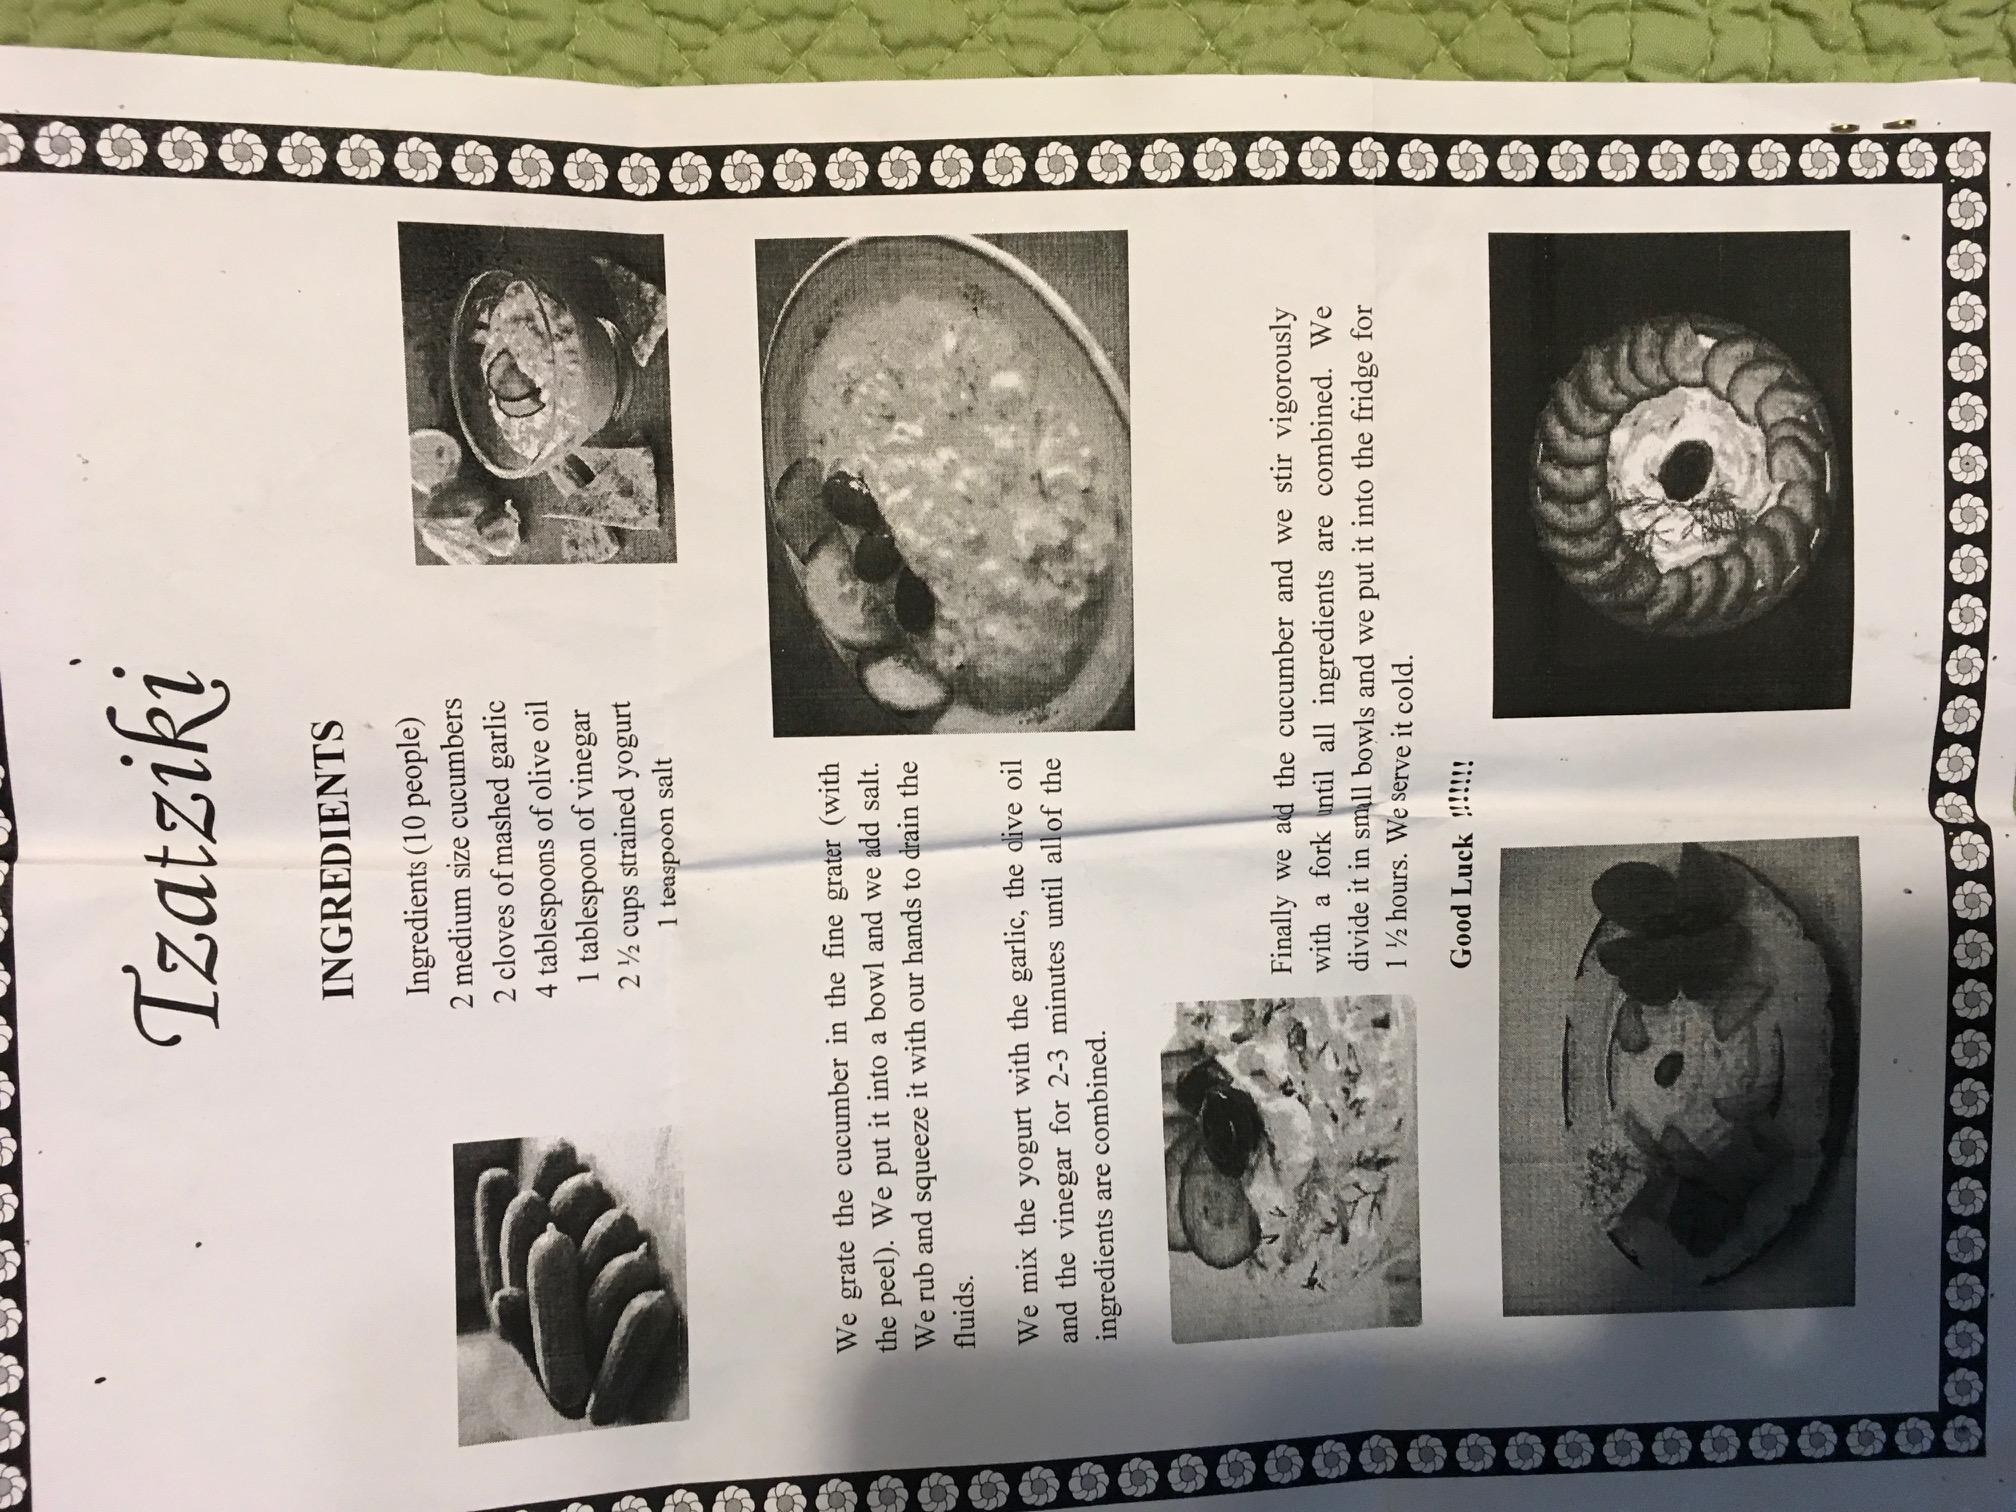 Tzatziki
INGREDIENTS
Ingredients (10 people)
2 medium size cucumbers
2 cloves of mashed garlic
4 tablespoons of olive oil
1 tablespoon of vinegar
2 ½ cups strained yogurt
1 teaspoon salt
We grate the cucumber in the fine grater (with
the peel). We put it into a bowl and we add salt.
We rub and squeeze it with our hands to drain the
fluids.
We mix the yogurt with the garlic, the olive oil
and the vinegar for 2-3 minutes until all of the
ingredients are combined.
Finally we add the cucumber and we stir vigorously
with a fork until all ingredients are combined. We
divide it in small bowls and we put it into the fridge for
1 ½ hours. We serve it cold.
Good Luck !!!!!!!